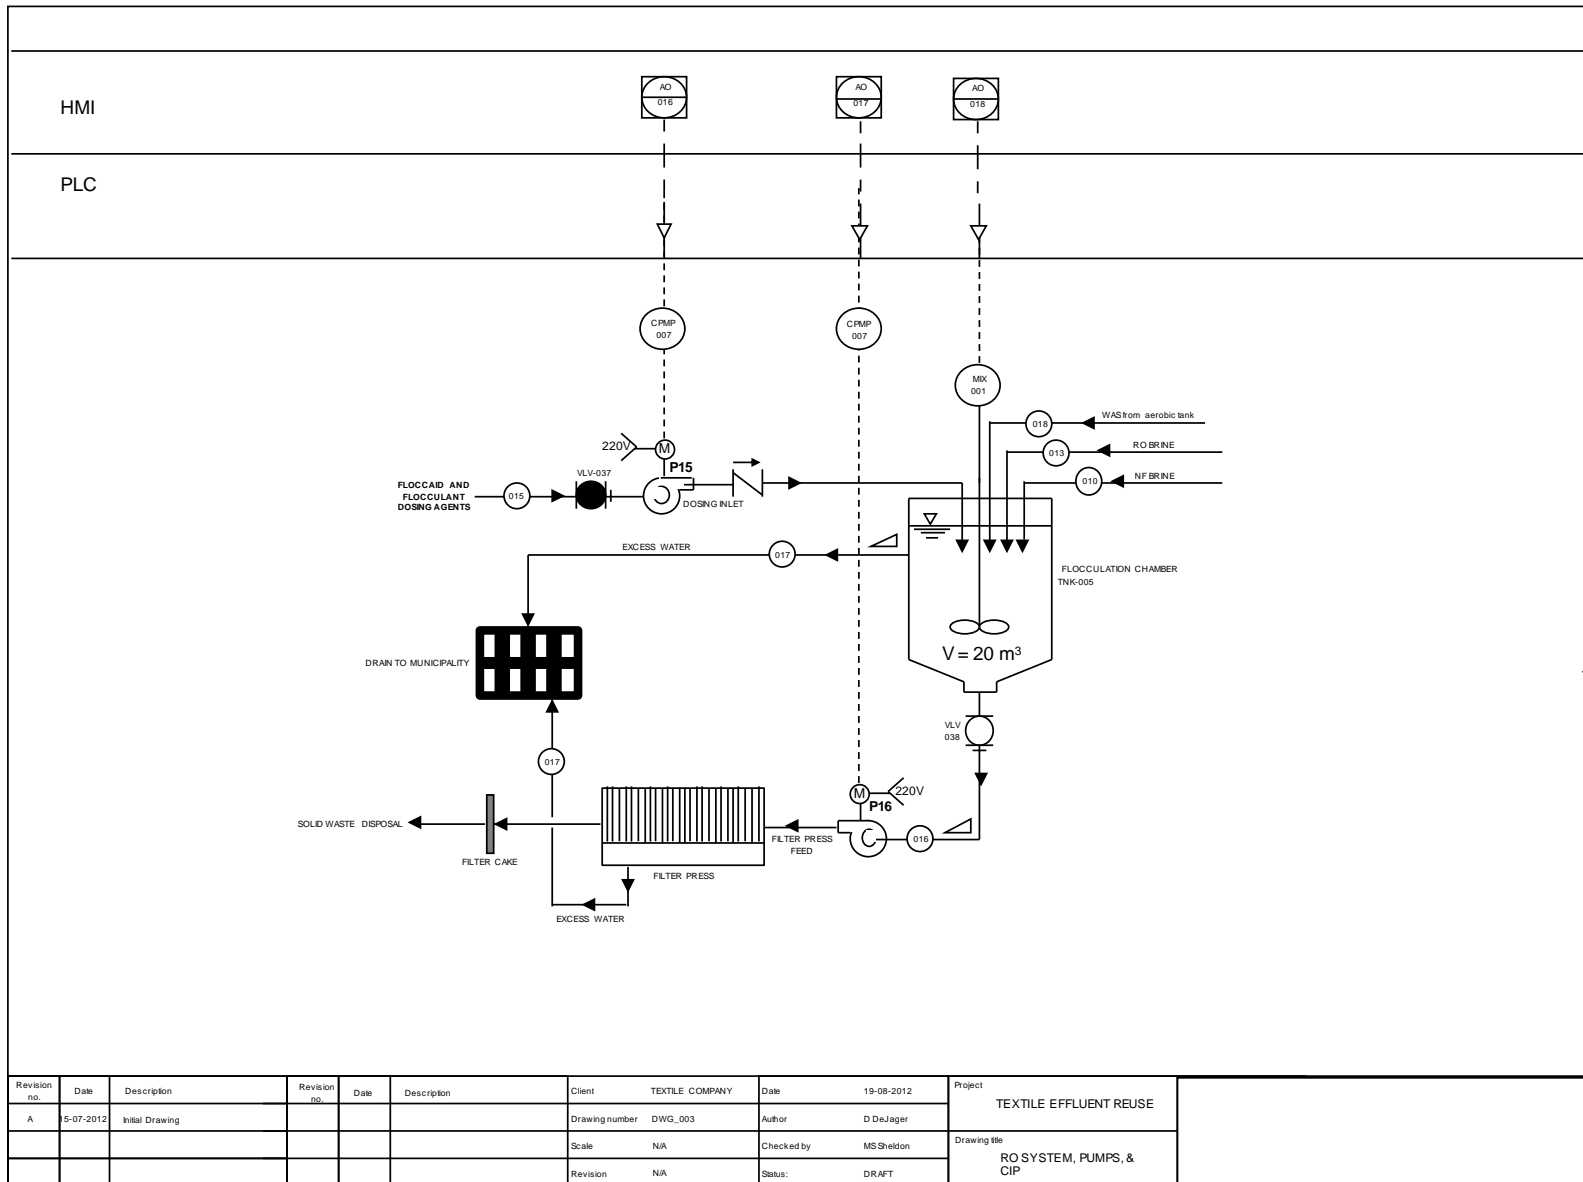 HMI
AO
016
AO
017
AO
018
PLC
CPMP
007
CPMP
007
MIX
001
018
WAS from aerobic tank
013
RO BRINE
010
NF BRINE
220V
M
P15
VLV-037
FLOCCAID AND
FLOCCULANT
DOSING AGENTS
015
DOSING INLET
EXCESS WATER
017
FLOCCULATION CHAMBER
TNK-005
V = 20 m³
DRAIN TO MUNICIPALITY
VLV
038
017
M
220V
P16
SOLID WASTE DISPOSAL
FILTER CAKE
FILTER PRESS
FILTER PRESS
FEED
016
EXCESS WATER
Revision
no.
Date
Description
Revision
no.
Date
Description
Client
TEXTILE COMPANY
Date
19-08-2012
Project
TEXTILE EFFLUENT REUSE
A
15-07-2012
Initial Drawing
Drawing number
DWG_003
Author
D DeJager
Scale
N/A
Checked by
MS Sheldon
Drawing title
RO SYSTEM, PUMPS, &
CIP
Revision
N/A
Status:
DRAFT